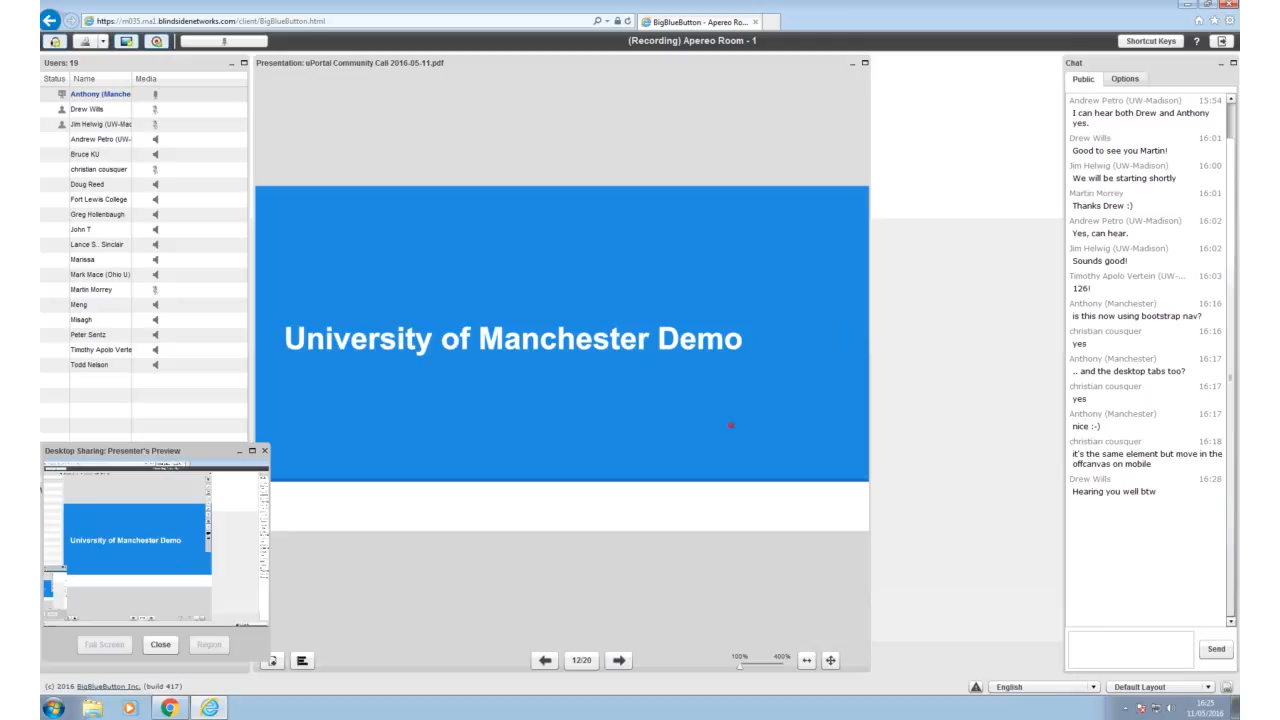 https://m035.rna1.blindsidenetworks.com/client/BigBlueButton.html
BigBlueButton - Apereo Roo...
(Recording) Apereo Room - 1
Shortcut Keys
?
Users: 19
Status Name Media
Anthony (Manche
Drew Wills
Jim Helwig (UW-Mac
Andrew Petro (UW-
Bruce KU
christian cousquer
Doug Reed
Fort Lewis College
Greg Hollenbaugh
John T
Lance S.. Sinclair
Marissa
Mark Mace (Ohio U)
Martin Morrey
Meng
Misagh
Peter Sentz
Timothy Apolo Verte
Todd Nelson
Desktop Sharing: Presenter's Preview
University of Manchester Demo
Full Screen
Close
Region
Presentation: uPortal Community Call 2016-05-11.pdf
University of Manchester Demo
12/20
100% 400%
Chat
Public Options
Andrew Petro (UW-Madison) 15:54
I can hear both Drew and Anthony
yes.
Drew Wills 16:01
Good to see you Martin!
Jim Helwig (UW-Madison) 16:00
We will be starting shortly
Martin Morrey 16:01
Thanks Drew :)
Andrew Petro (UW-Madison) 16:02
Yes, can hear.
Jim Helwig (UW-Madison) 16:02
Sounds good!
Timothy Apolo Vertein (UW-... 16:03
126!
Anthony (Manchester) 16:16
is this now using bootstrap nav?
christian cousquer 16:16
yes
Anthony (Manchester) 16:17
.. and the desktop tabs too?
christian cousquer 16:17
yes
Anthony (Manchester) 16:17
nice :-)
christian cousquer 16:18
it's the same element but move in the
offcanvas on mobile
Drew Wills 16:28
Hearing you well btw
Send
(c) 2016 BigBlueButton Inc. (build 417)
English
Default Layout
16:25
11/05/2016